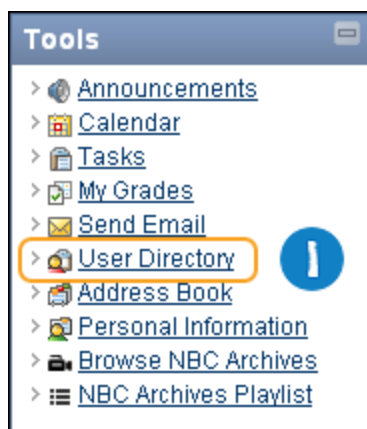 Tools
Announcements
Calendar
Tasks
My Grades
Send Email
User Directory
1
Address Book
Personal Information
Browse NBC Archives
NBC Archives Playlist